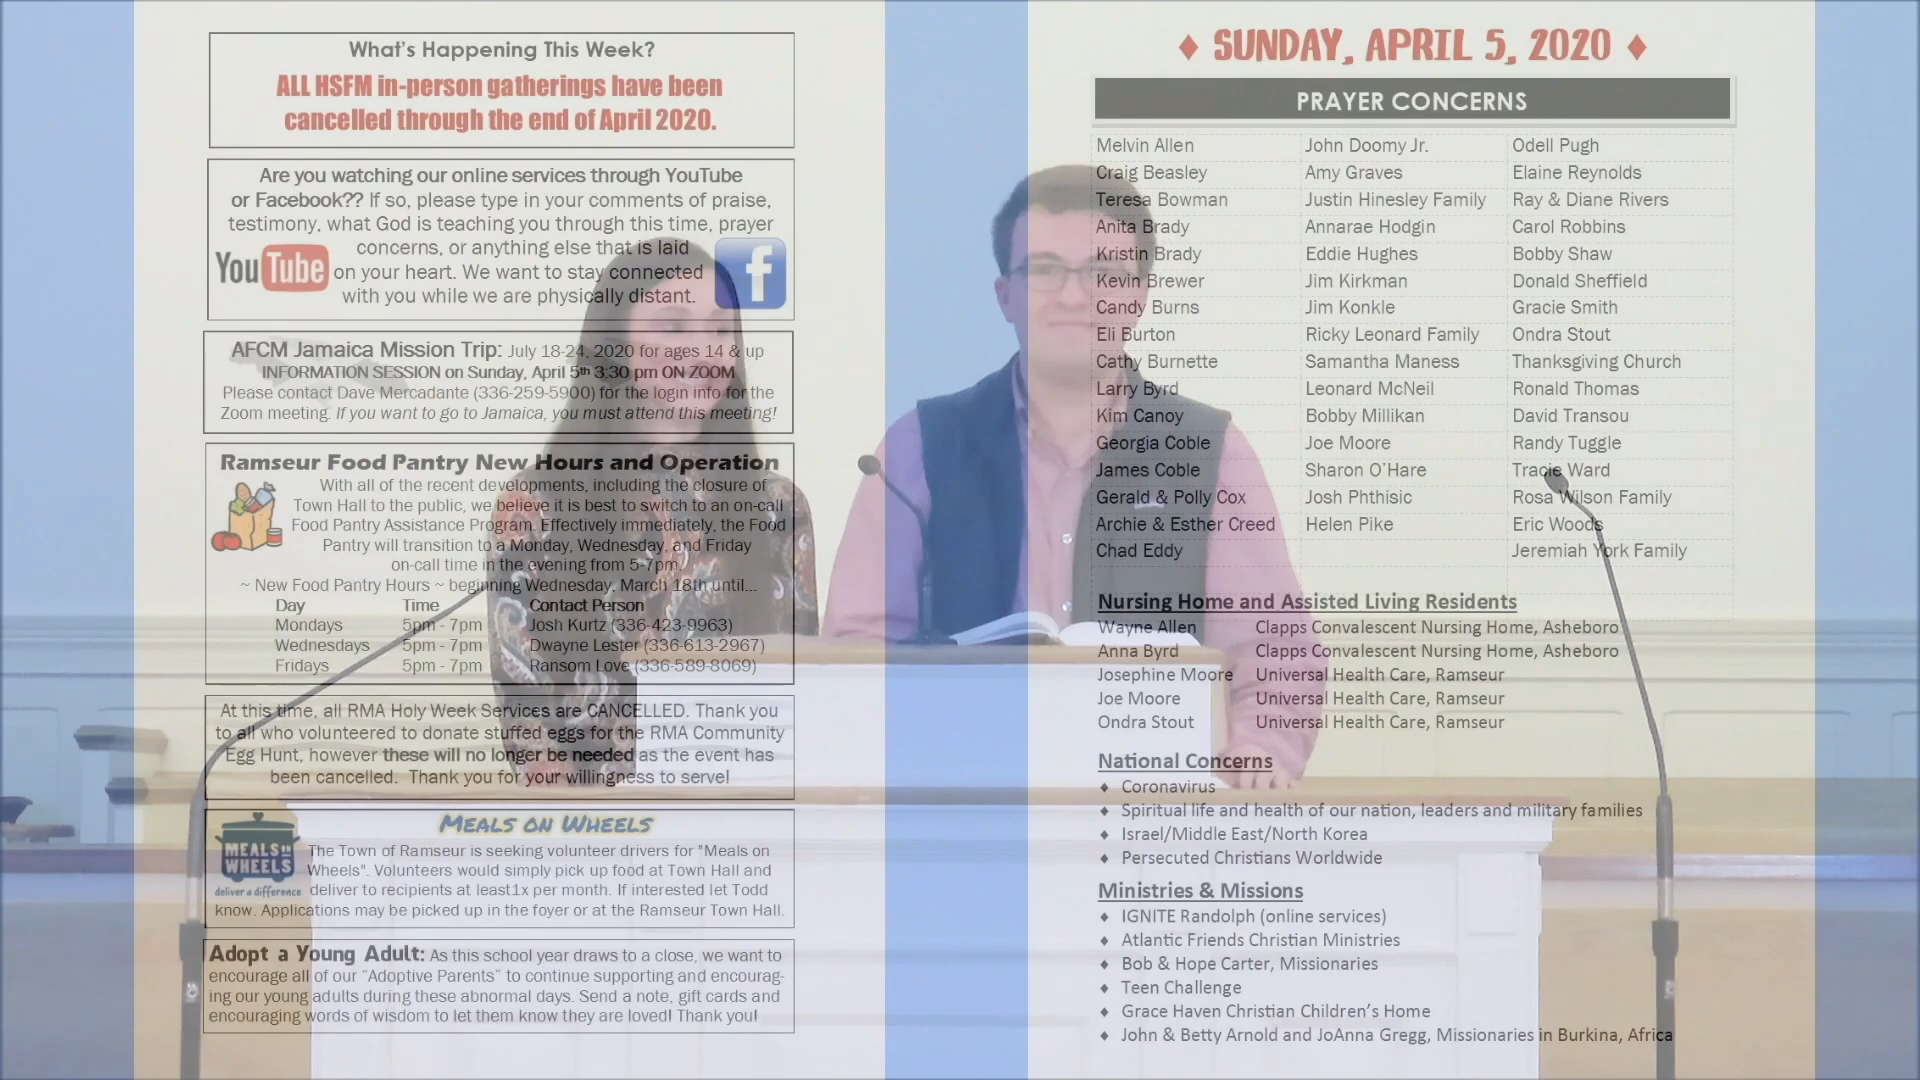 What's Happening This Week?
ALL HSFM in-person gatherings have been
cancelled through the end of April 2020.
Are you watching our online services through YouTube
or Facebook?? If so, please type in your comments of praise,
testimony, what God is teaching you through this time, prayer
concerns, or anything else that is laid
on your heart. We want to stay connected
with you while we are physically distant.
YouTube
f
AFCM Jamaica Mission Trip: July 18-24, 2020 for ages 14 & up
INFORMATION SESSION on Sunday, April 5th 3:30 pm ON ZOOM
Please contact Dave Mercadante (336-259-5900) for the login info for the
Zoom meeting. If you want to go to Jamaica, you must attend this meeting!
Ramseur Food Pantry New Hours and Operation
With all of the recent developments, including the closure of
Town Hall to the public, we believe it is best to switch to an on-call
Food Pantry Assistance Program. Effectively immediately, the Food
Pantry will transition to a Monday, Wednesday, and Friday
on-call time in the evening from 5-7pm.
~ New Food Pantry Hours ~ beginning Wednesday, March 18th until...
Day Time Contact Person
Mondays 5pm - 7pm Josh Kurtz (336-423-9963)
Wednesdays 5pm - 7pm Dwayne Lester (336-613-2967)
Fridays 5pm - 7pm Ransom Love (336-589-8069)
At this time, all RMA Holy Week Services are CANCELLED. Thank you
to all who volunteered to donate stuffed eggs for the RMA Community
Egg Hunt, however these will no longer be needed as the event has
been cancelled. Thank you for your willingness to serve!
MEALS ON WHEELS
MEALS ON
WHEELS
deliver a difference
The Town of Ramseur is seeking volunteer drivers for "Meals on
Wheels". Volunteers would simply pick up food at Town Hall and
deliver to recipients at least1x per month. If interested let Todd
know. Applications may be picked up in the foyer or at the Ramseur Town Hall.
Adopt a Young Adult: As this school year draws to a close, we want to
encourage all of our "Adoptive Parents" to continue supporting and encourag-
ing our young adults during these abnormal days. Send a note, gift cards and
encouraging words of wisdom to let them know they are loved! Thank you!
♦ SUNDAY, APRIL 5, 2020 ♦
PRAYER CONCERNS
Melvin Allen John Doomy Jr. Odell Pugh
Craig Beasley Amy Graves Elaine Reynolds
Teresa Bowman Justin Hinesley Family Ray & Diane Rivers
Anita Brady Annarae Hodgin Carol Robbins
Kristin Brady Eddie Hughes Bobby Shaw
Kevin Brewer Jim Kirkman Donald Sheffield
Candy Burns Jim Konkle Gracie Smith
Eli Burton Ricky Leonard Family Ondra Stout
Cathy Burnette Samantha Maness Thanksgiving Church
Larry Byrd Leonard McNeil Ronald Thomas
Kim Canoy Bobby Millikan David Transou
Georgia Coble Joe Moore Randy Tuggle
James Coble Sharon O'Hare Tracie Ward
Gerald & Polly Cox Josh Phthisic Rosa Wilson Family
Archie & Esther Creed Helen Pike Eric Woods
Chad Eddy Jeremiah York Family
Nursing Home and Assisted Living Residents
Wayne Allen Clapps Convalescent Nursing Home, Asheboro
Anna Byrd Clapps Convalescent Nursing Home, Asheboro
Josephine Moore Universal Health Care, Ramseur
Joe Moore Universal Health Care, Ramseur
Ondra Stout Universal Health Care, Ramseur
National Concerns
♦ Coronavirus
♦ Spiritual life and health of our nation, leaders and military families
♦ Israel/Middle East/North Korea
♦ Persecuted Christians Worldwide
Ministries & Missions
♦ IGNITE Randolph (online services)
♦ Atlantic Friends Christian Ministries
♦ Bob & Hope Carter, Missionaries
♦ Teen Challenge
♦ Grace Haven Christian Children's Home
♦ John & Betty Arnold and JoAnna Gregg, Missionaries in Burkina, Africa